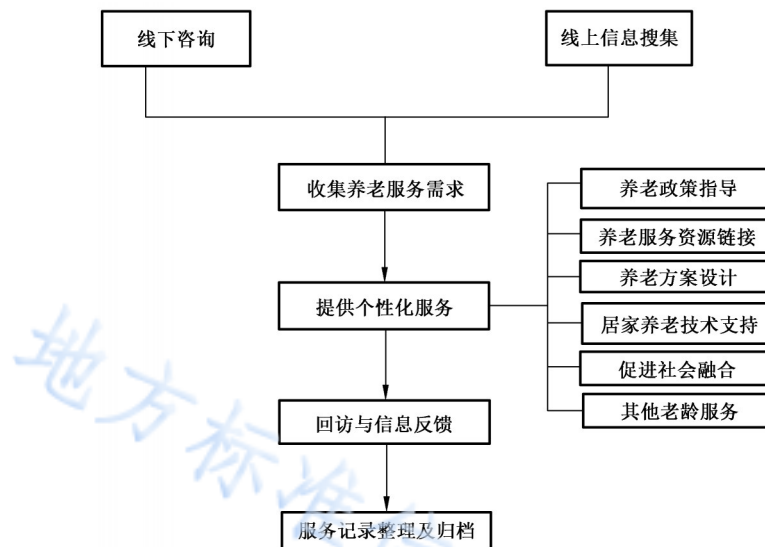 线下咨询
线上信息搜集
收集养老服务需求
提供个性化服务
回访与信息反馈
服务记录整理及归档
养老政策指导
养老服务资源链接
养老方案设计
居家养老技术支持
促进社会融合
其他老龄服务
地方标准